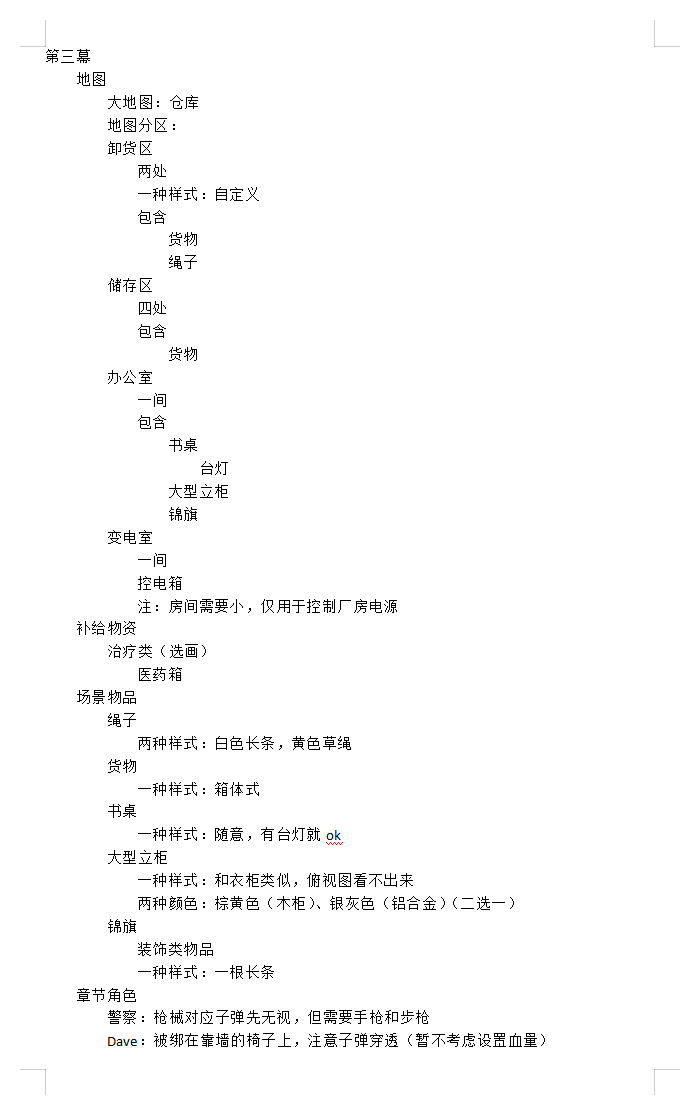 第三幕
地图
大地图：仓库
地图分区：
卸货区
两处
一种样式：自定义
包含
货物
绳子
储存区
四处
包含
货物
办公室
一间
包含
书桌
台灯
大型立柜
锦旗
变电室
一间
控电箱
注：房间需要小，仅用于控制厂房电源
补给物资
治疗类（选画）
医药箱
场景物品
绳子
两种样式：白色长条，黄色草绳
货物
一种样式：箱体式
书桌
一种样式：随意，有台灯就 ok
大型立柜
一种样式：和衣柜类似，俯视图看不出来
两种颜色：棕黄色（木柜）、银灰色（铝合金）（二选一）
锦旗
装饰类物品
一种样式：一根长条
章节角色
警察：枪械对应子弹先无视，但需要手枪和步枪
Dave：被绑在靠墙的椅子上，注意子弹穿透（暂不考虑设置血量）